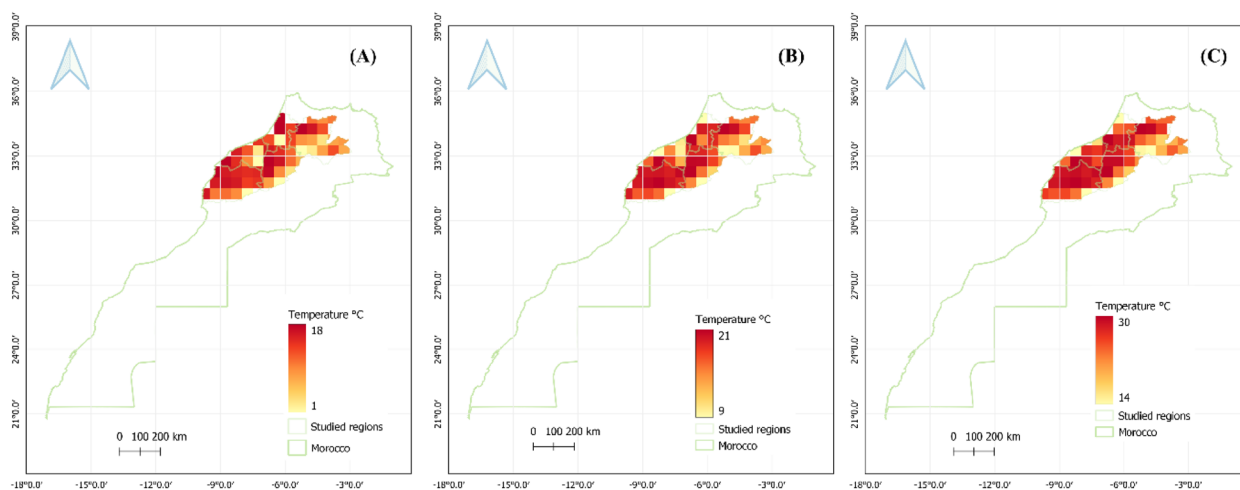 39°0.0'
36°0.0'
33°0.0'
30°0.0'
27°0.0'
24°0.0'
21°0.0'
(A)
Temperature °C
18
1
Studied regions
Morocco
0 100 200 km
-18°0.0' -15°0.0' -12°0.0' -9°0.0' -6°0.0' -3°0.0'
39°0.0'
36°0.0'
33°0.0'
30°0.0'
27°0.0'
24°0.0'
21°0.0'
(B)
Temperature °C
21
9
Studied regions
Morocco
0 100 200 km
-18°0.0' -15°0.0' -12°0.0' -9°0.0' -6°0.0' -3°0.0'
39°0.0'
36°0.0'
33°0.0'
30°0.0'
27°0.0'
24°0.0'
21°0.0'
(C)
Temperature °C
30
14
Studied regions
Morocco
0 100 200 km
-18°0.0' -15°0.0' -12°0.0' -9°0.0' -6°0.0' -3°0.0'